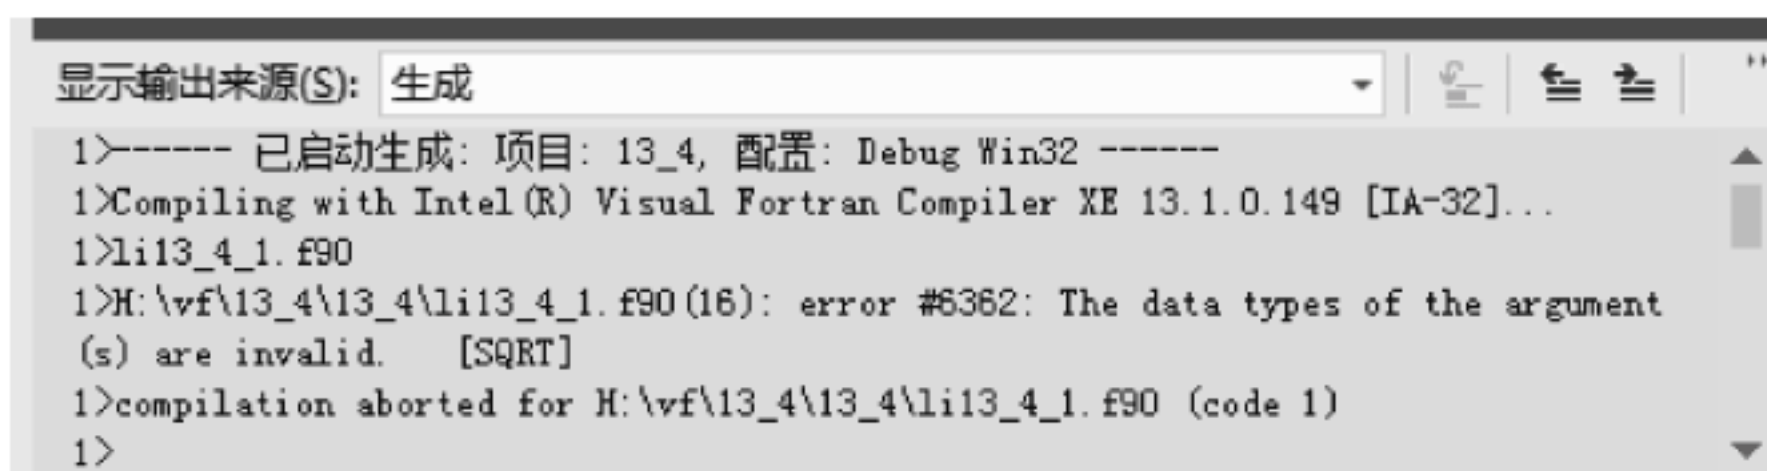 显示输出来源(S): 生成
1>------ 已启动生成: 项目: 13_4, 配置: Debug Win32 ------
1>Compiling with Intel(R) Visual Fortran Compiler XE 13.1.0.149 [IA-32]...
1>li13_4_1.f90
1>H:\vf\13_4\13_4\li13_4_1.f90(16): error #6362: The data types of the argument
(s) are invalid.   [SQRT]
1>compilation aborted for H:\vf\13_4\13_4\li13_4_1.f90 (code 1)
1>